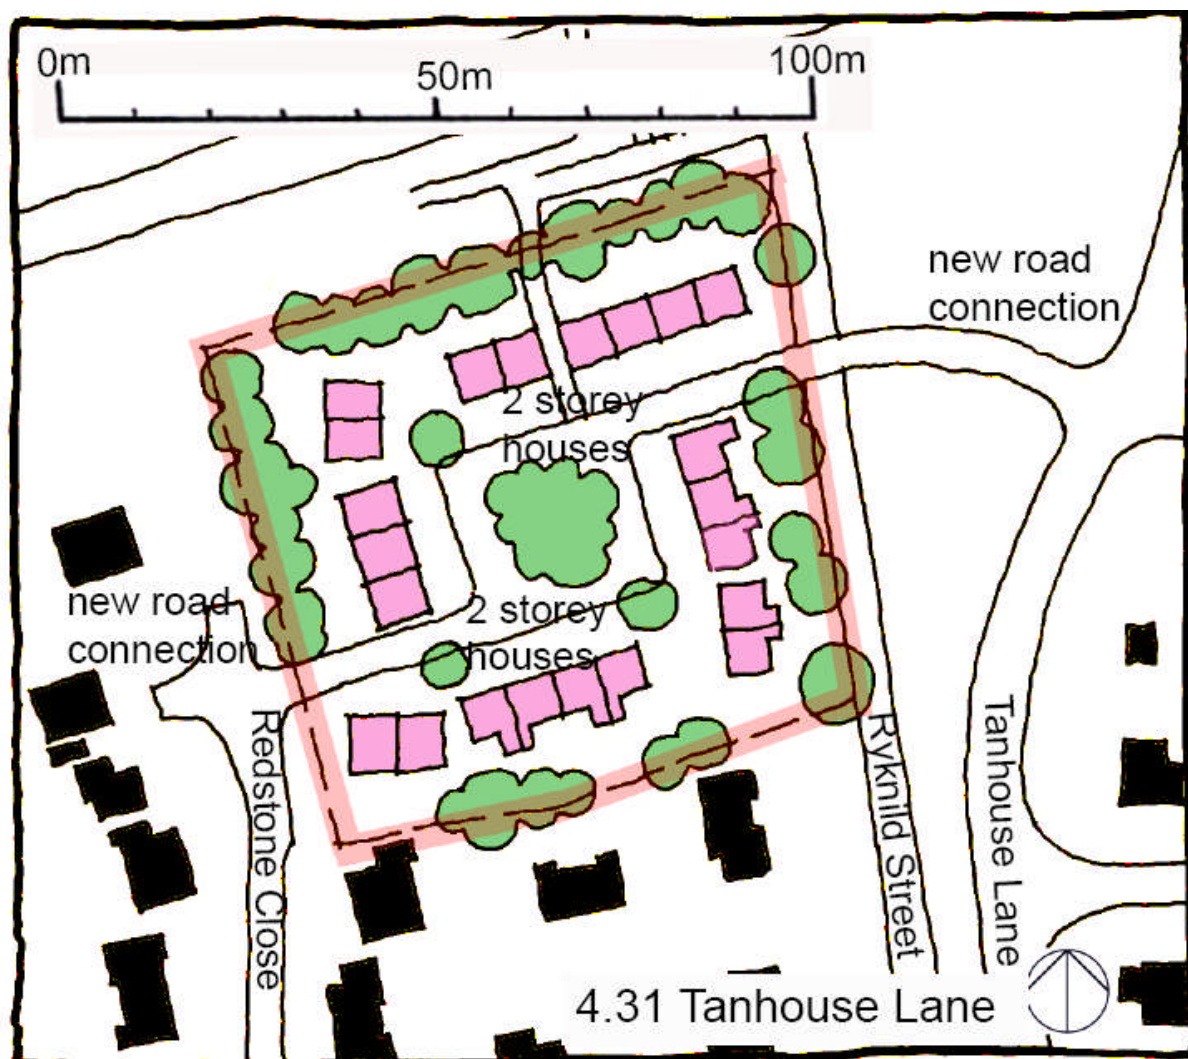 0m
50m
100m
new road
connection
2 storey
houses
new road
connection
2 storey
houses
Redstone Close
Ryknild Street
Tanhouse Lane
4.31 Tanhouse Lane